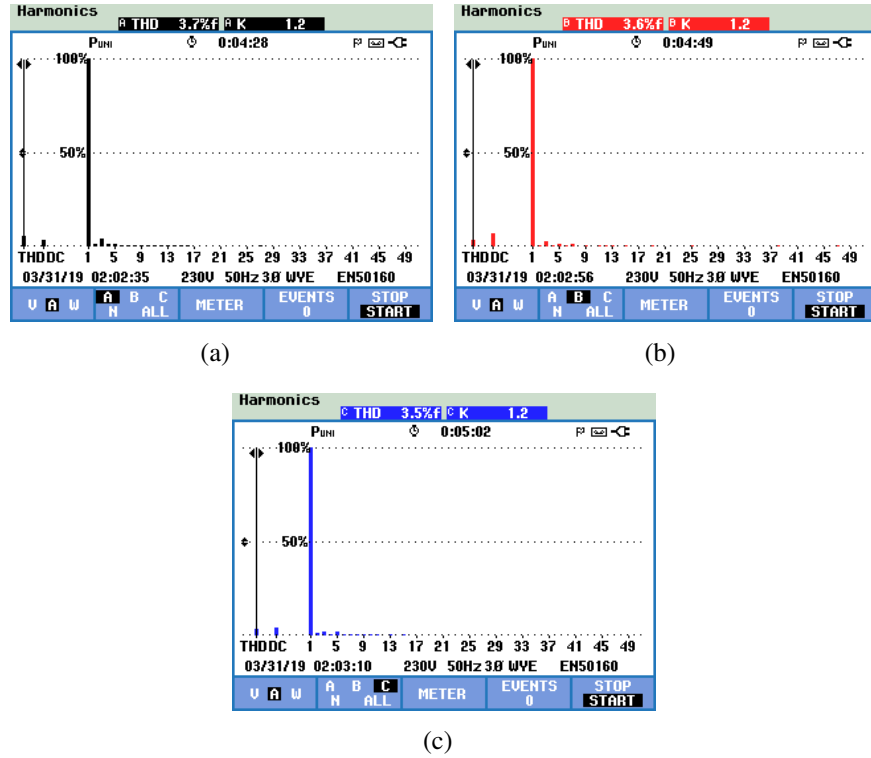 Harmonics
A THD 3.7%f A K 1.2
PUNI 0:04:28
100%
50%
THDDC 1 5 9 13 17 21 25 29 33 37 41 45 49
03/31/19 02:02:35 230V 50Hz 3Ø WYE EN50160
V A W A B C N ALL METER EVENTS 0 STOP START
(a)
Harmonics
B THD 3.6%f B K 1.2
PUNI 0:04:49
100%
50%
THDDC 1 5 9 13 17 21 25 29 33 37 41 45 49
03/31/19 02:02:56 230V 50Hz 3Ø WYE EN50160
V A W A B C N ALL METER EVENTS 0 STOP START
(b)
Harmonics
C THD 3.5%f C K 1.2
PUNI 0:05:02
100%
50%
THDDC 1 5 9 13 17 21 25 29 33 37 41 45 49
03/31/19 02:03:10 230V 50Hz 3Ø WYE EN50160
V A W A B C N ALL METER EVENTS 0 STOP START
(c)